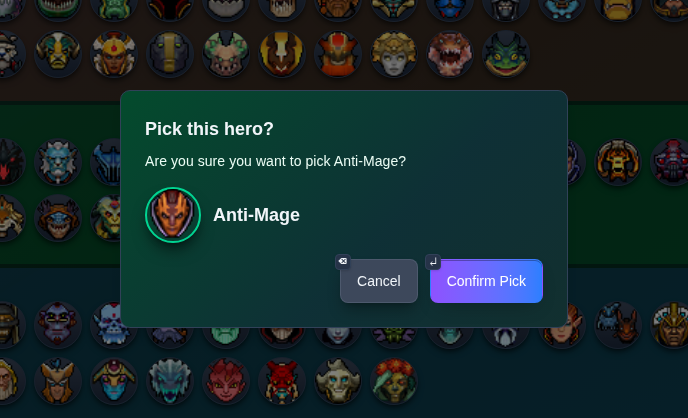 Pick this hero?
Are you sure you want to pick Anti-Mage?
Anti-Mage
Cancel
Confirm Pick